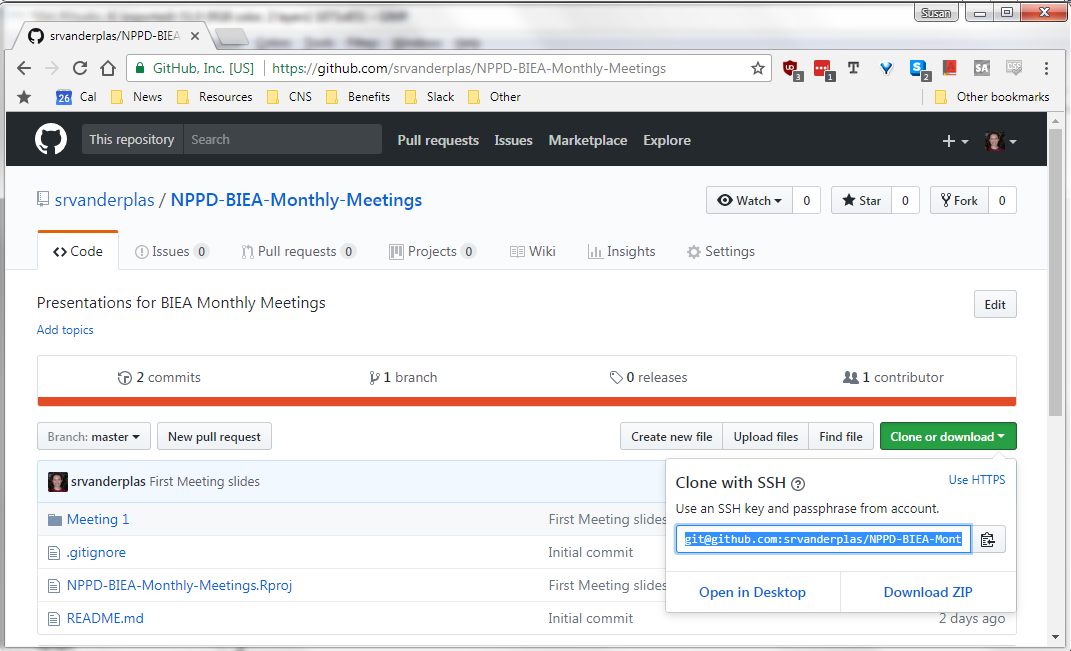 Susan
srvanderplas/NPPD-BIEA
GitHub, Inc. [US] https://github.com/srvanderplas/NPPD-BIEA-Monthly-Meetings
3 1 T 2 SA CSC
26 Cal News Resources CNS Benefits Slack Other Other bookmarks
This repository Search Pull requests Issues Marketplace Explore
srvanderplas / NPPD-BIEA-Monthly-Meetings Watch 0 Star 0 Fork 0
Code Issues 0 Pull requests 0 Projects 0 Wiki Insights Settings
Presentations for BIEA Monthly Meetings Edit
Add topics
2 commits 1 branch 0 releases 1 contributor
Branch: master New pull request Create new file Upload files Find file Clone or download
srvanderplas First Meeting slides
Clone with SSH ? Use HTTPS
Use an SSH key and passphrase from account.
git@github.com:srvanderplas/NPPD-BIEA-Mont
Open in Desktop Download ZIP
Meeting 1 First Meeting slides
.gitignore Initial commit
NPPD-BIEA-Monthly-Meetings.Rproj First Meeting slides
README.md Initial commit 2 days ago